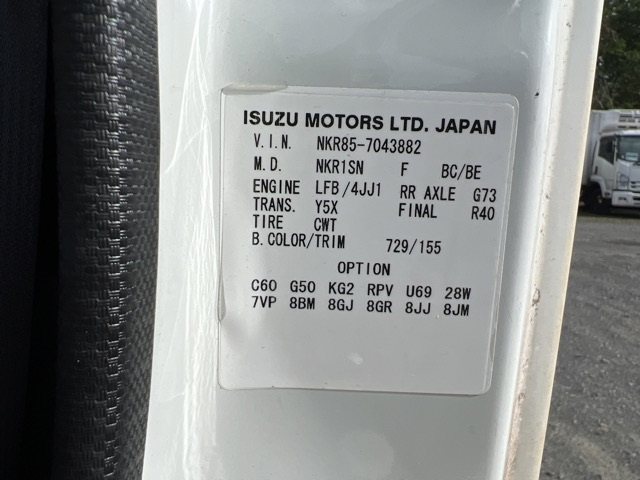 ISUZU MOTORS LTD. JAPAN
V.I.N. NKR85-7043882
M.D. NKR1SN F BC/BE
ENGINE LFB/4JJ1 RR AXLE G73
TRANS. Y5X FINAL R40
TIRE CWT
B.COLOR/TRIM 729/155
OPTION
C60 G50 KG2 RPV U69 28W
7VP 8BM 8GJ 8GR 8JJ 8JM